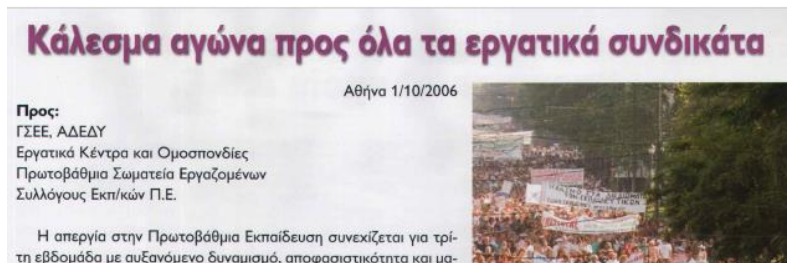 Κάλεσμα αγώνα προς όλα τα εργατικά συνδικάτα
Αθήνα 1/10/2006
Προς:
ΓΣΕΕ, ΑΔΕΔΥ
Εργατικά Κέντρα και Ομοσπονδίες
Πρωτοβάθμια Σωματεία Εργαζομένων
Συλλόγους Εκπ/κών Π.Ε.
Η απεργία στην Πρωτοβάθμια Εκπαίδευση συνεχίζεται για τρί-
τη εβδομάδα με αυξανόμενο δυναμισμό, αποφασιστικότητα και μα-